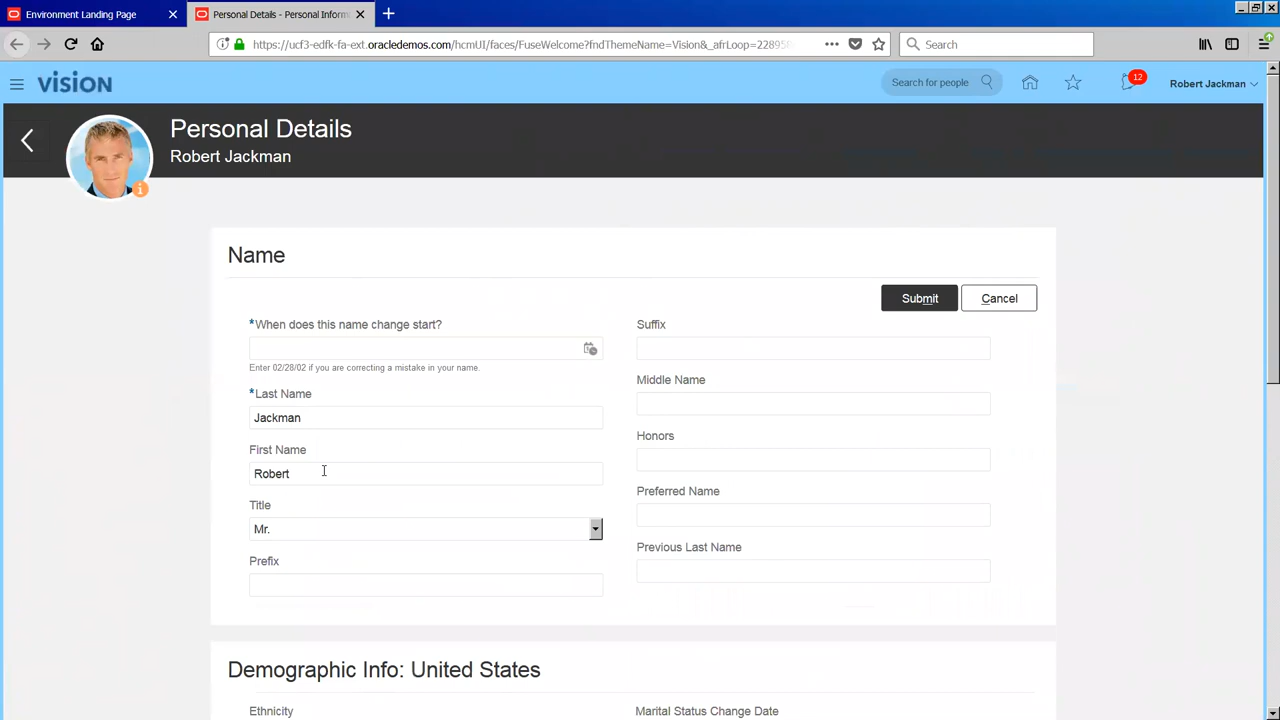 Environment Landing Page
Personal Details - Personal Inform
https://ucf3-edfk-fa-ext.oracledemos.com/hcmUI/faces/FuseWelcome?fndThemeName=Vision&_afrLoop=22895
Search
VISION
Search for people
12
Robert Jackman
Personal Details
Robert Jackman
Name
Submit
Cancel
*When does this name change start?
Enter 02/28/02 if you are correcting a mistake in your name.
*Last Name
Jackman
First Name
Robert
Title
Mr.
Prefix
Suffix
Middle Name
Honors
Preferred Name
Previous Last Name
Demographic Info: United States
Ethnicity
Marital Status Change Date